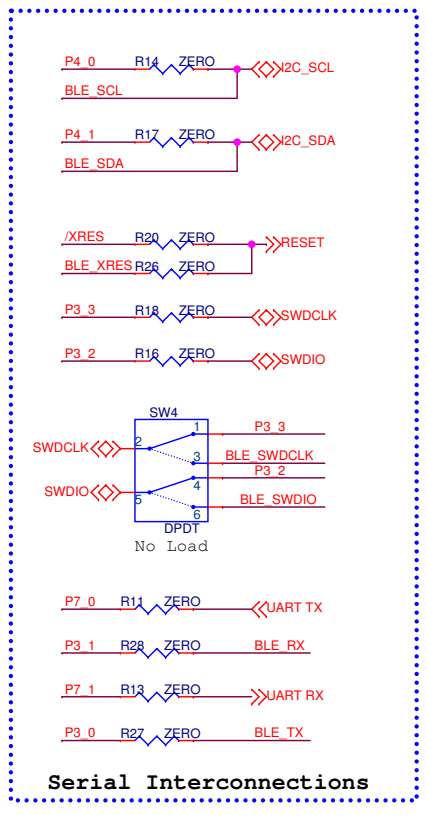 P4_0 R14 ZERO I2C_SCL
BLE_SCL
P4_1 R17 ZERO I2C_SDA
BLE_SDA
/XRES R20 ZERO RESET
BLE_XRES R26 ZERO
P3_3 R18 ZERO SWDCLK
P3_2 R16 ZERO SWDIO
SW4
1 P3_3
SWDCLK 2
3 BLE_SWDCLK
4 P3_2
SWDIO 5
6 BLE_SWDIO
DPDT
No Load
P7_0 R11 ZERO UART TX
P3_1 R28 ZERO BLE_RX
P7_1 R13 ZERO UART RX
P3_0 R27 ZERO BLE_TX
Serial Interconnections